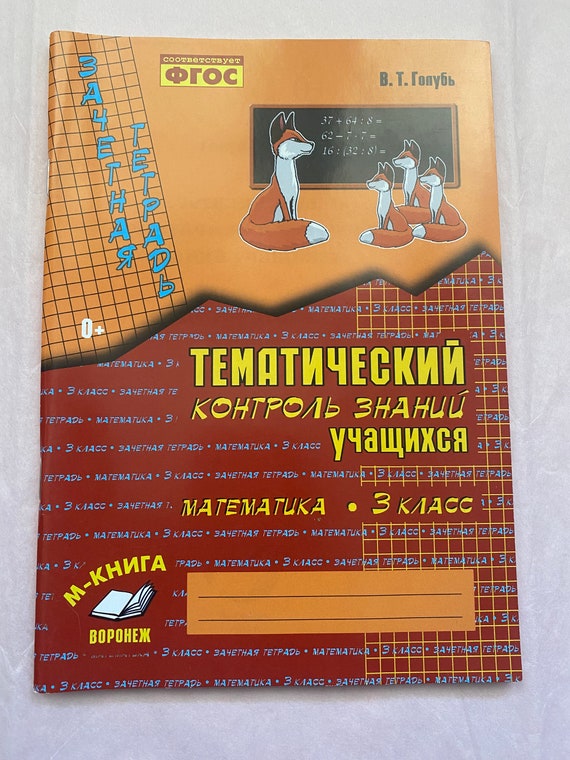 соответствует
ФГОС
В. Т. Голубь
ЗАЧЕТНАЯ
ТЕТРАДЬ
37 + 64 : 8 =
62 – 7 · 7 =
16 : (32 : 8) =
0+
ТЕМАТИЧЕСКИЙ
КОНТРОЛЬ ЗНАНИЙ
УЧАЩИХСЯ
МАТЕМАТИКА • 3 КЛАСС
М-КНИГА
ВОРОНЕЖ